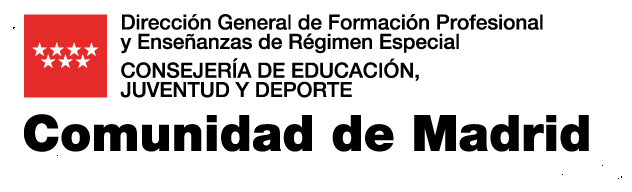 Dirección General de Formación Profesional
y Enseñanzas de Régimen Especial
CONSEJERÍA DE EDUCACIÓN,
JUVENTUD Y DEPORTE
Comunidad de Madrid